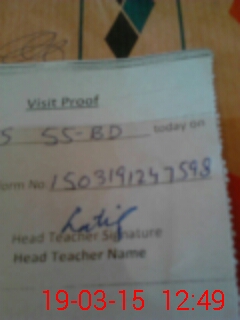 Visit Proof
S SS-BD today on
Form No. 1503191247598
Latif
Head Teacher Signature
Head Teacher Name
19-03-15 12:49